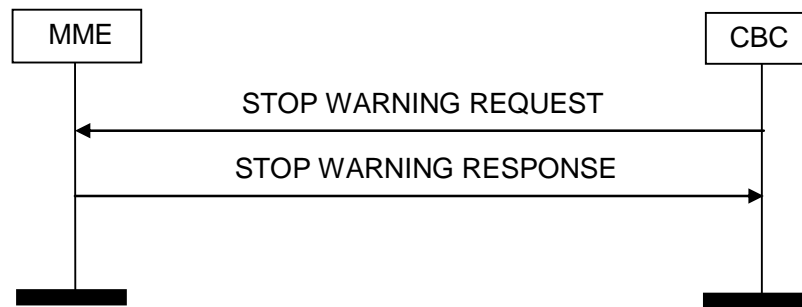 MME
CBC
STOP WARNING REQUEST
STOP WARNING RESPONSE